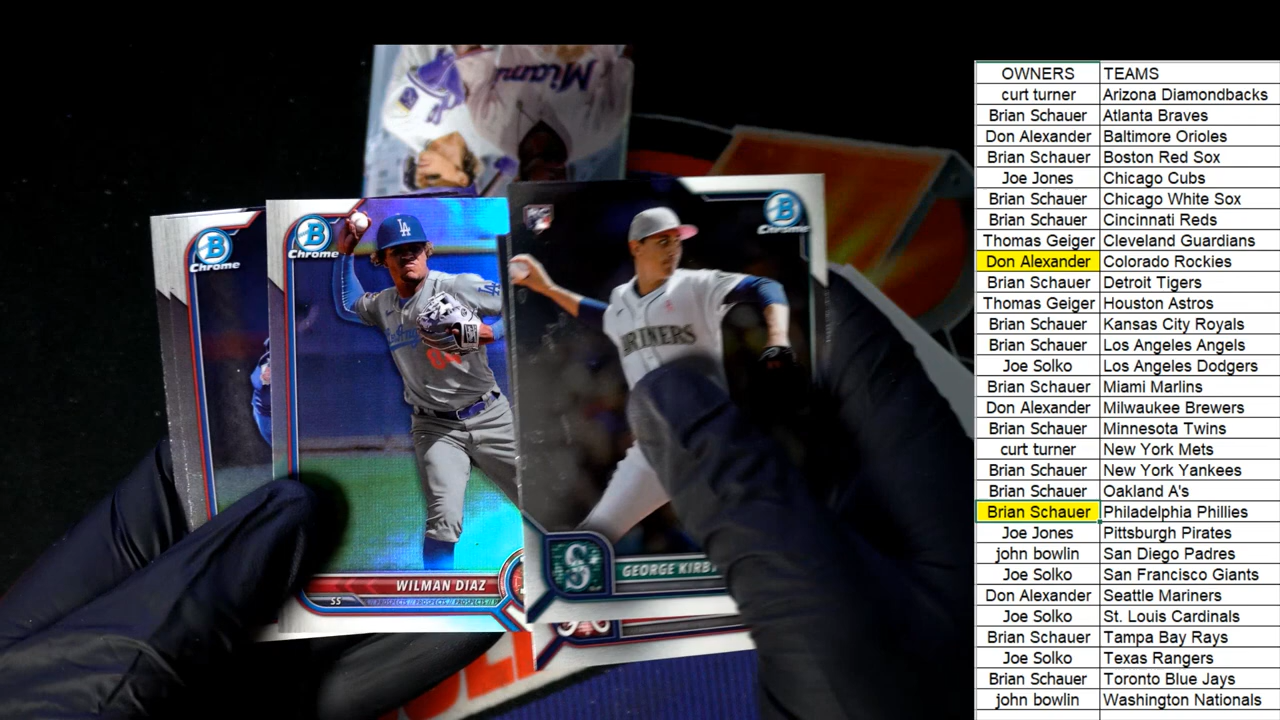 Miami
B
Chrome
B
Chrome
LA
WILMAN DIAZ
SS
PROSPECTS // PROSPECTS // PROSPECTS //
RC
B
Chrome
RINERS
S
GEORGE KIRB
OWNERS TEAMS
curt turner Arizona Diamondbacks
Brian Schauer Atlanta Braves
Don Alexander Baltimore Orioles
Brian Schauer Boston Red Sox
Joe Jones Chicago Cubs
Brian Schauer Chicago White Sox
Brian Schauer Cincinnati Reds
Thomas Geiger Cleveland Guardians
Don Alexander Colorado Rockies
Brian Schauer Detroit Tigers
Thomas Geiger Houston Astros
Brian Schauer Kansas City Royals
Brian Schauer Los Angeles Angels
Joe Solko Los Angeles Dodgers
Brian Schauer Miami Marlins
Don Alexander Milwaukee Brewers
Brian Schauer Minnesota Twins
curt turner New York Mets
Brian Schauer New York Yankees
Brian Schauer Oakland A's
Brian Schauer Philadelphia Phillies
Joe Jones Pittsburgh Pirates
john bowlin San Diego Padres
Joe Solko San Francisco Giants
Don Alexander Seattle Mariners
Joe Solko St. Louis Cardinals
Brian Schauer Tampa Bay Rays
Joe Solko Texas Rangers
Brian Schauer Toronto Blue Jays
john bowlin Washington Nationals